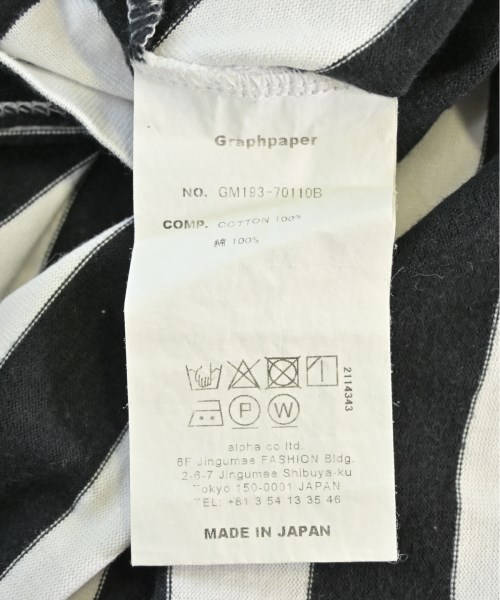 Graphpaper
NO. GM193-70110B
COMP. COTTON 100%
綿 100%
2114343
P W
alpha co ltd.
6F Jingumae FASHION Bldg.
2-6-7 Jingumae Shibuya-ku
Tokyo 150-0001 JAPAN
TEL: +81 3 54 13 35 46
MADE IN JAPAN